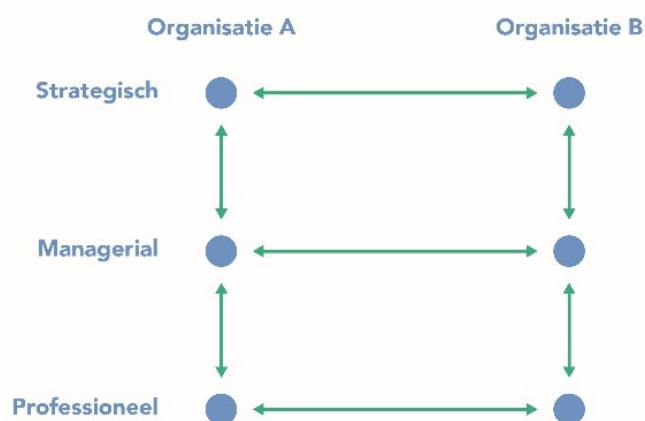 Organisatie A
Organisatie B
Strategisch
Managerial
Professioneel